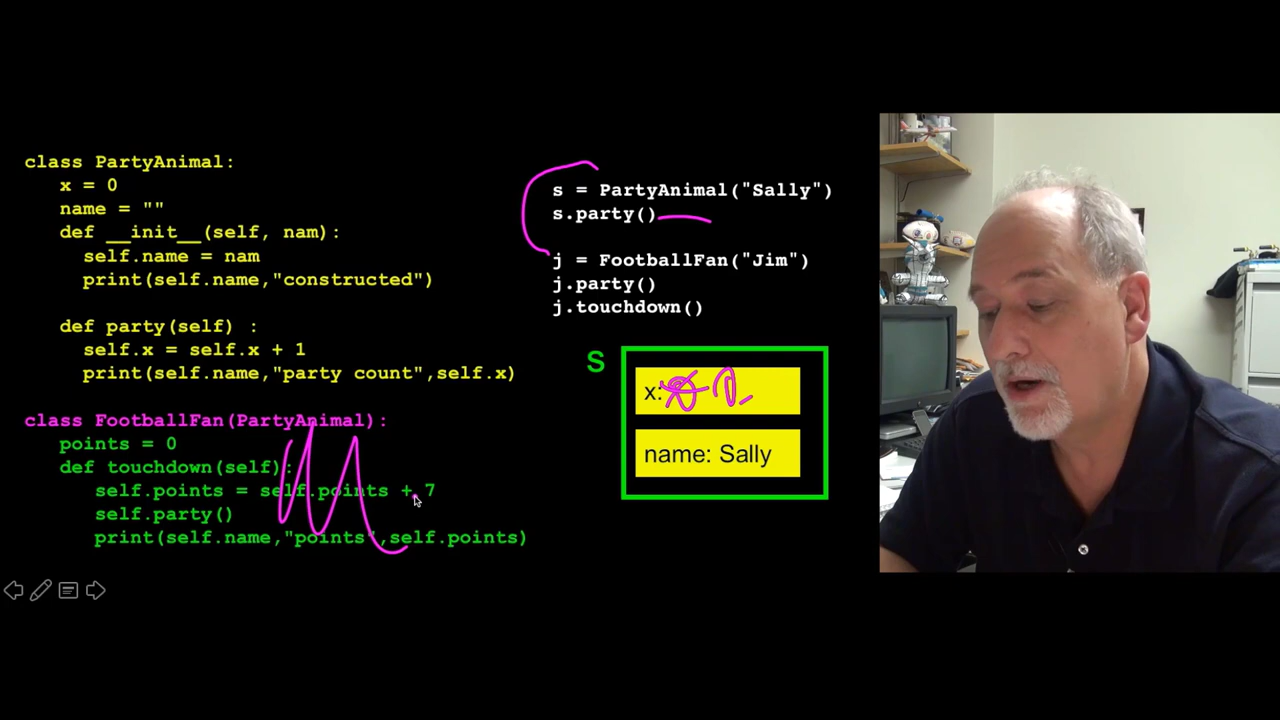 class PartyAnimal:
x = 0
name = ""
def __init__(self, nam):
self.name = nam
print(self.name,"constructed")
def party(self) :
self.x = self.x + 1
print(self.name,"party count",self.x)
class FootballFan(PartyAnimal):
points = 0
def touchdown(self):
self.points = self.points + 7
self.party()
print(self.name,"points",self.points)
s = PartyAnimal("Sally")
s.party()
j = FootballFan("Jim")
j.party()
j.touchdown()
S
x:
name: Sally